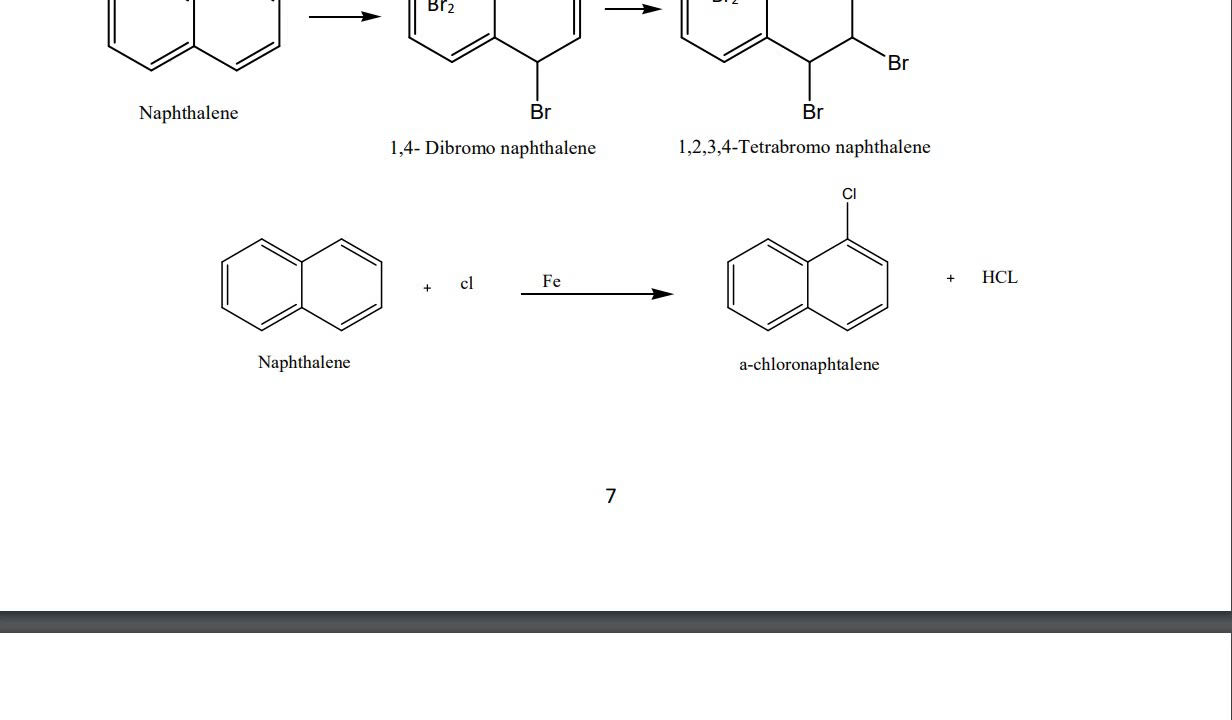 Br₂
Br₂
Br
Naphthalene
Br
Br
1,4- Dibromo naphthalene
1,2,3,4-Tetrabromo naphthalene
Cl
+ cl
Fe
+ HCL
Naphthalene
a-chloronaphtalene
7